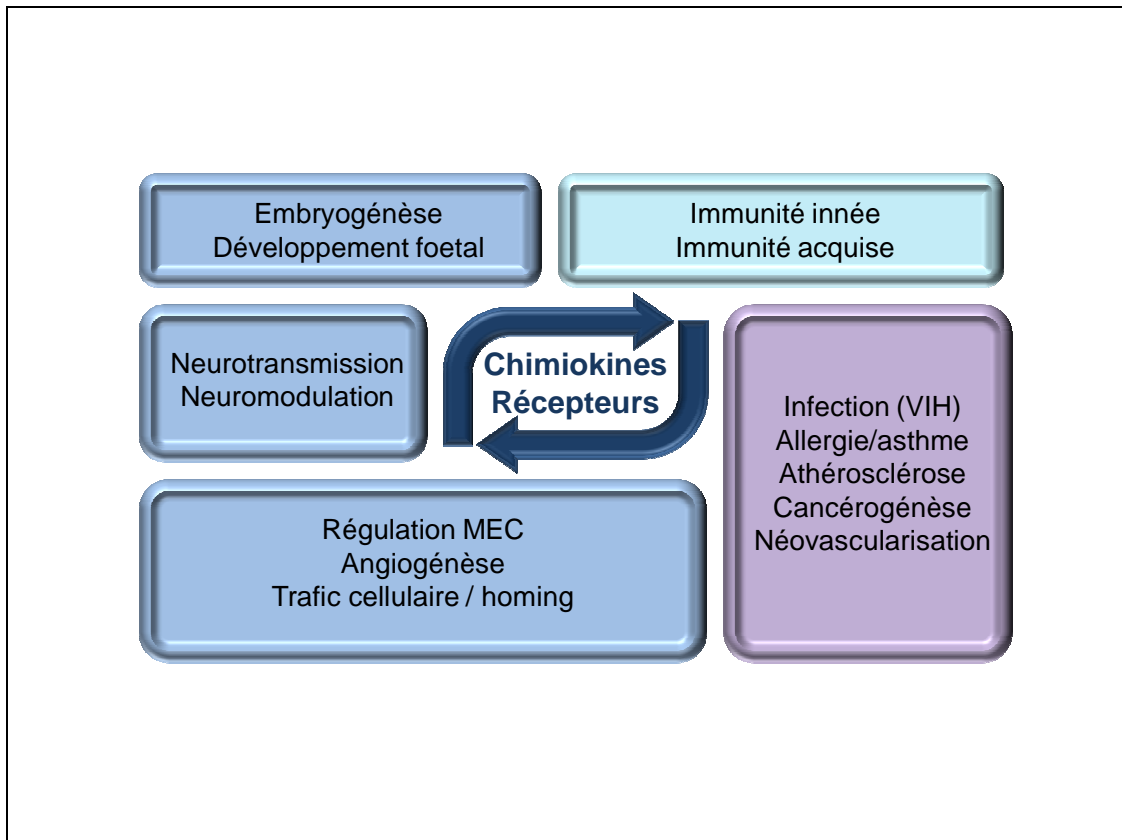 Embryogénèse
Développement foetal
Immunité innée
Immunité acquise
Neurotransmission
Neuromodulation
Chimiokines
Récepteurs
Infection (VIH)
Allergie/asthme
Athérosclérose
Cancérogénèse
Néovascularisation
Régulation MEC
Angiogénèse
Trafic cellulaire / homing